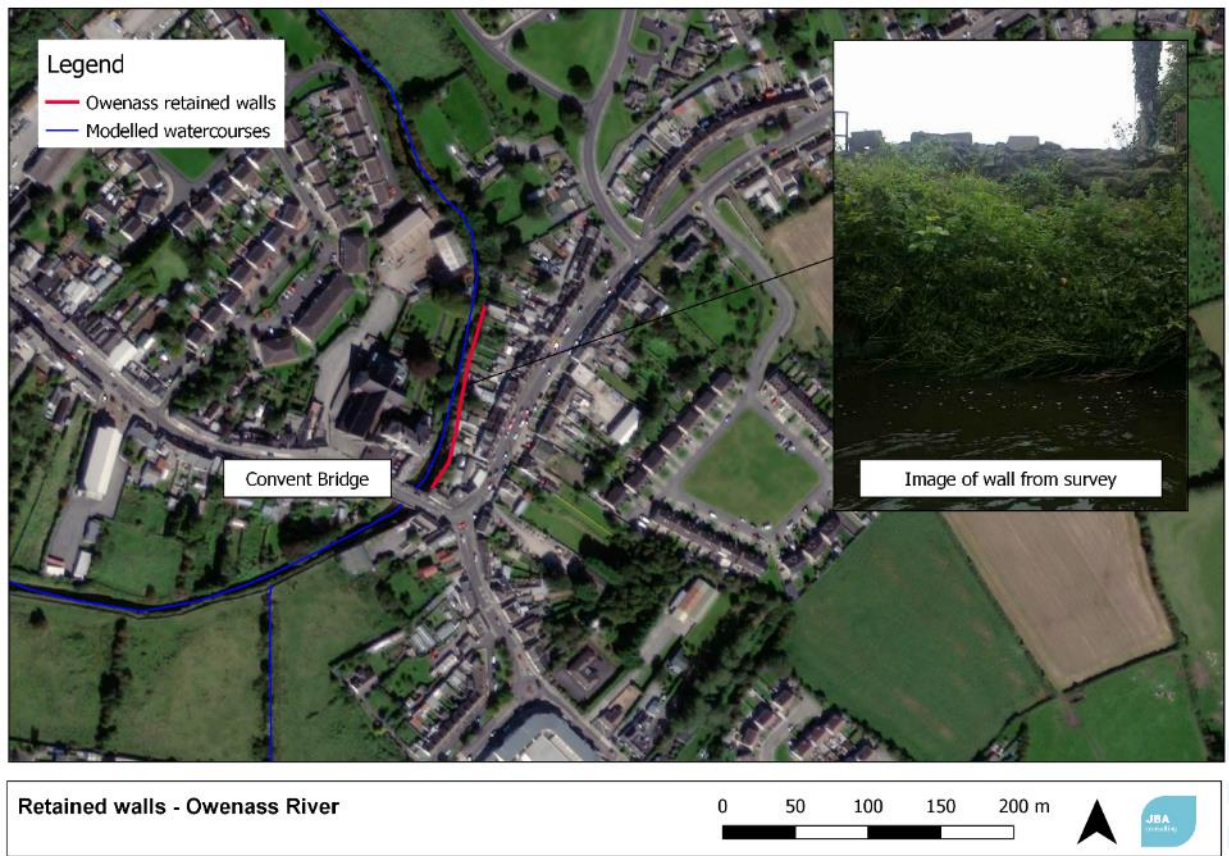 Legend
Owenass retained walls
Modelled watercourses
Convent Bridge
Image of wall from survey
Retained walls - Owenass River
0 50 100 150 200 m
JBA
consulting